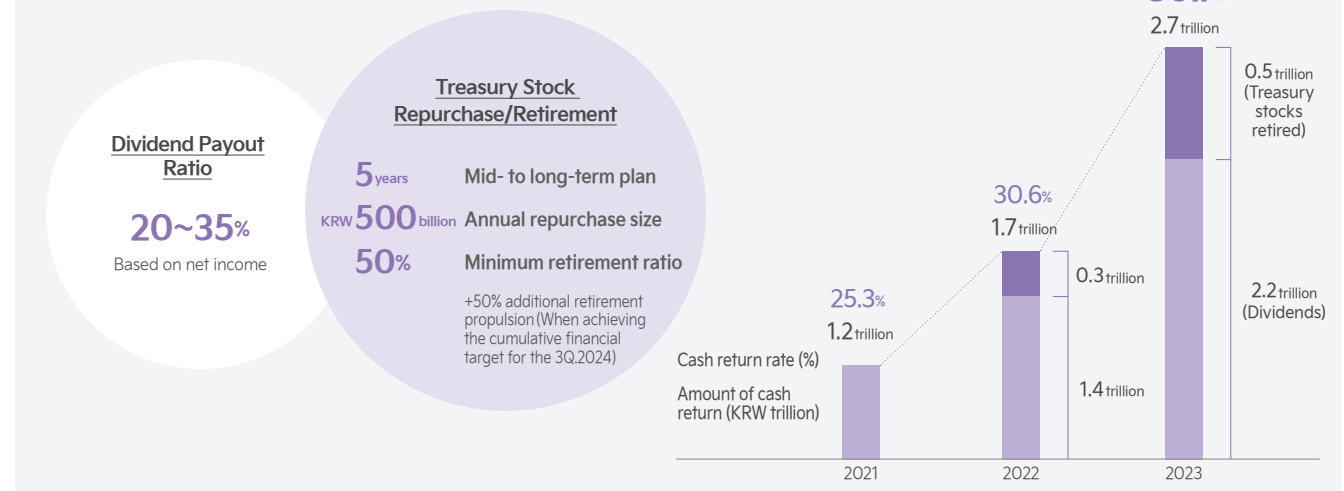 Dividend Payout
Ratio
20~35%
Based on net income
Treasury Stock
Repurchase/Retirement
5 years Mid- to long-term plan
KRW 500 billion Annual repurchase size
50% Minimum retirement ratio
+50% additional retirement
propulsion (When achieving
the cumulative financial
target for the 3Q.2024)
Cash return rate (%)
Amount of cash
return (KRW trillion)
25.3%
1.2 trillion
2021
30.6%
1.7 trillion
0.3 trillion
1.4 trillion
2022
2.7 trillion
0.5 trillion
(Treasury
stocks
retired)
2.2 trillion
(Dividends)
2023